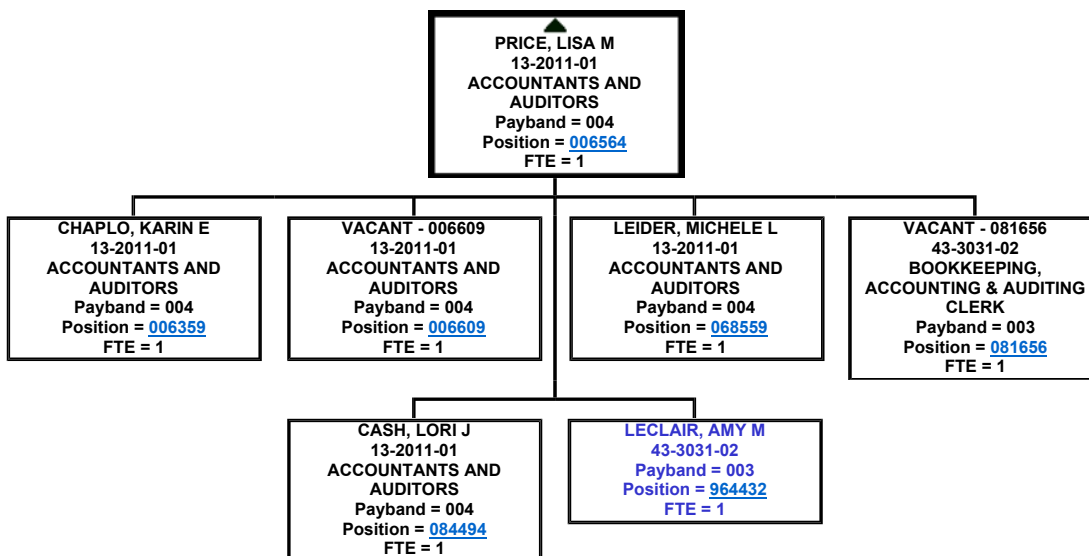 PRICE, LISA M
13-2011-01
ACCOUNTANTS AND
AUDITORS
Payband = 004
Position = 006564
FTE = 1
CHAPLO, KARIN E
13-2011-01
ACCOUNTANTS AND
AUDITORS
Payband = 004
Position = 006359
FTE = 1
VACANT - 006609
13-2011-01
ACCOUNTANTS AND
AUDITORS
Payband = 004
Position = 006609
FTE = 1
LEIDER, MICHELE L
13-2011-01
ACCOUNTANTS AND
AUDITORS
Payband = 004
Position = 068559
FTE = 1
VACANT - 081656
43-3031-02
BOOKKEEPING,
ACCOUNTING & AUDITING
CLERK
Payband = 003
Position = 081656
FTE = 1
CASH, LORI J
13-2011-01
ACCOUNTANTS AND
AUDITORS
Payband = 004
Position = 084494
FTE = 1
LECLAIR, AMY M
43-3031-02
Payband = 003
Position = 964432
FTE = 1